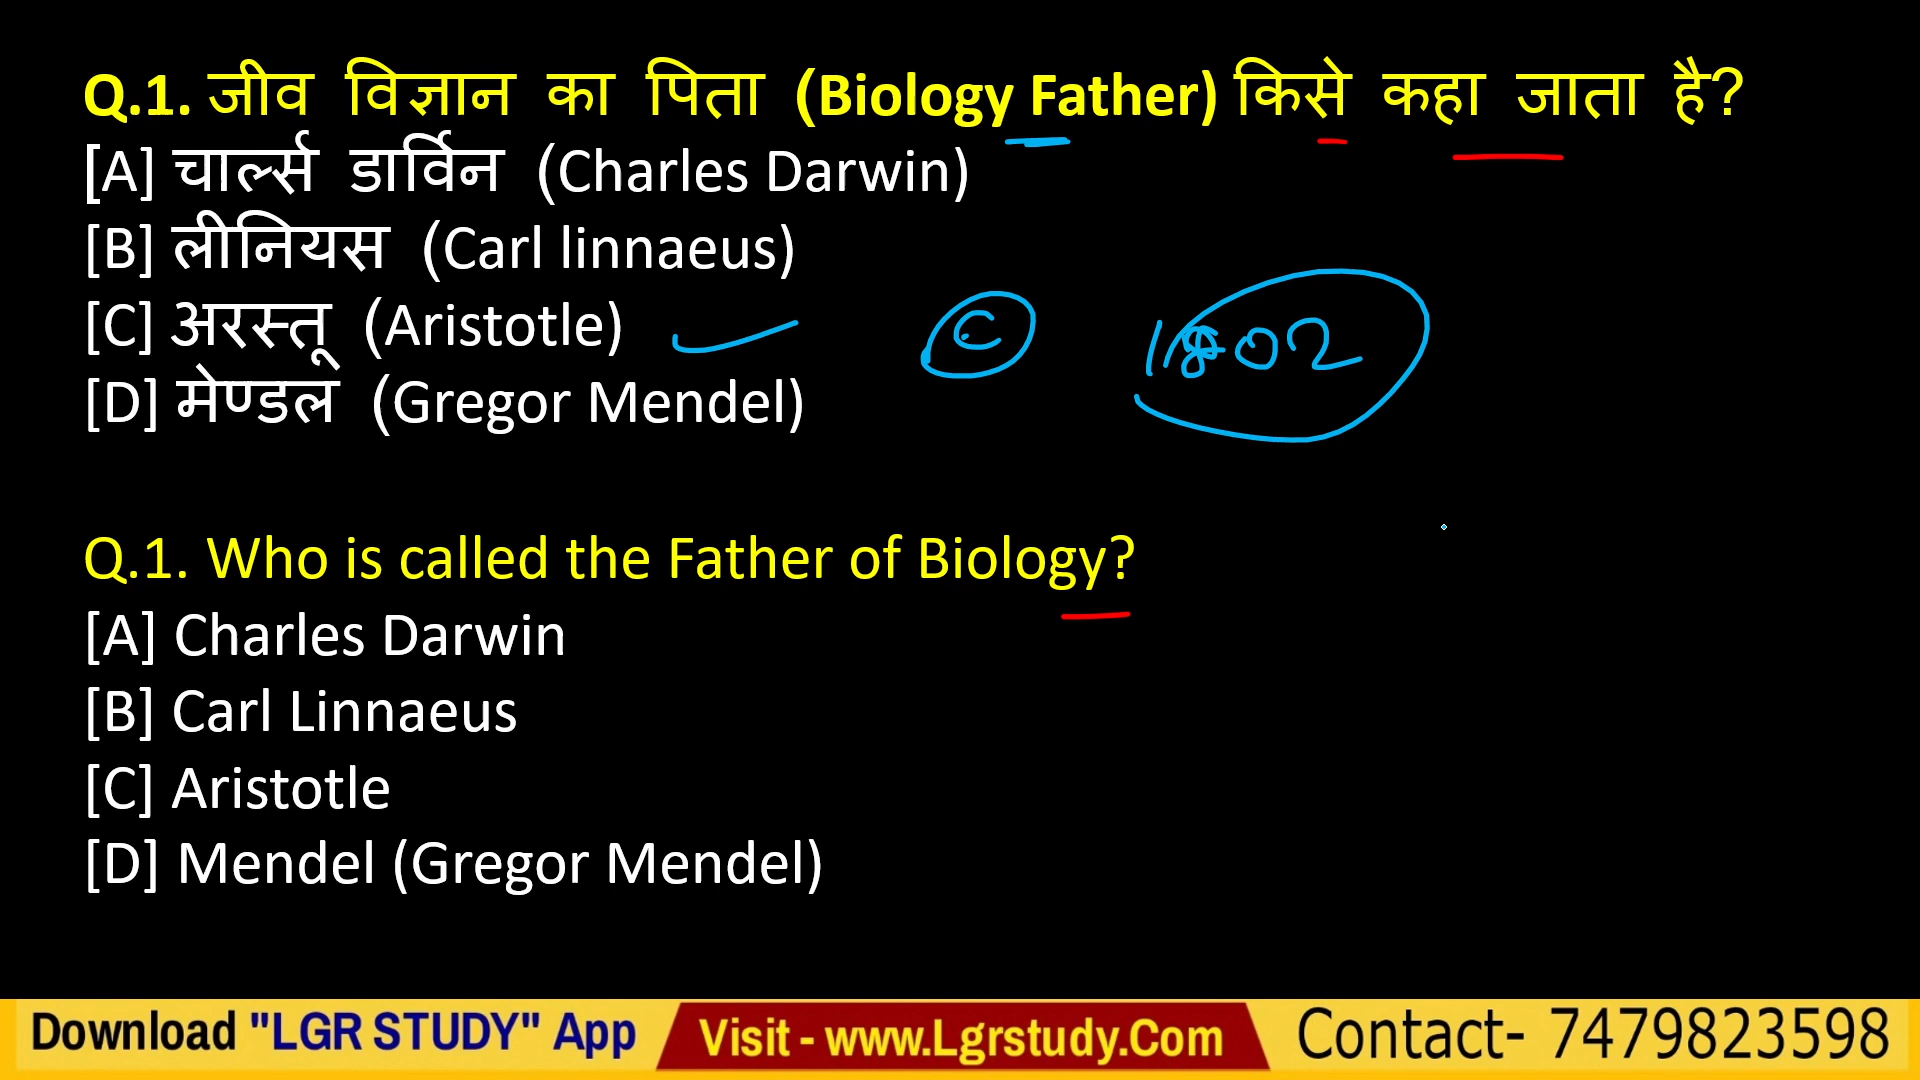 Q.1. जीव विज्ञान का पिता (Biology Father) किसे कहा जाता है?
[A] चार्ल्स डार्विन (Charles Darwin)
[B] लीनियस (Carl linnaeus)
[C] अरस्तू (Aristotle)
C
1802
[D] मेण्डल (Gregor Mendel)
Q.1. Who is called the Father of Biology?
[A] Charles Darwin
[B] Carl Linnaeus
[C] Aristotle
[D] Mendel (Gregor Mendel)
Download "LGR STUDY" App
Visit - www.Lgrstudy.Com
Contact- 7479823598